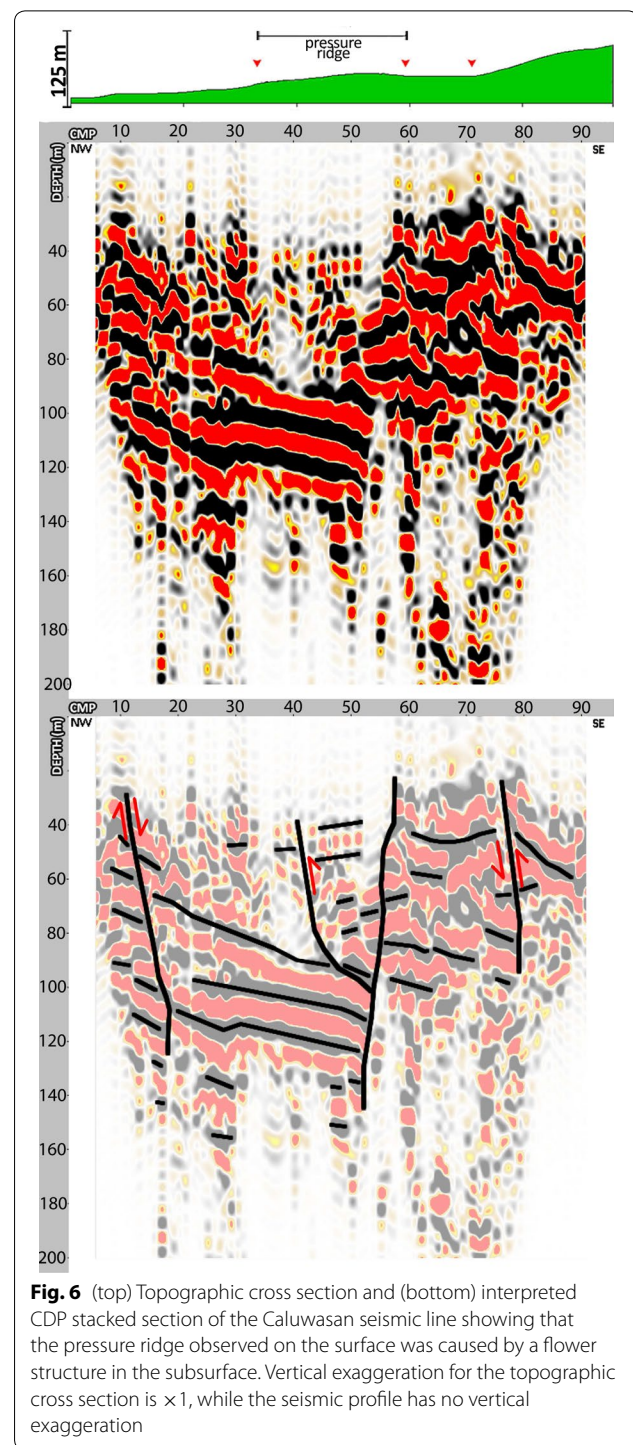 pressure
ridge
125 m
CMP 10 20 30 40 50 60 70 80 90
NW SE
DEPTH (m)
40
60
80
100
120
140
160
180
200
CMP 10 20 30 40 50 60 70 80 90
NW SE
DEPTH (m)
40
60
80
100
120
140
160
180
200
Fig. 6 (top) Topographic cross section and (bottom) interpreted
CDP stacked section of the Caluwasan seismic line showing that
the pressure ridge observed on the surface was caused by a flower
structure in the subsurface. Vertical exaggeration for the topographic
cross section is ×1, while the seismic profile has no vertical
exaggeration